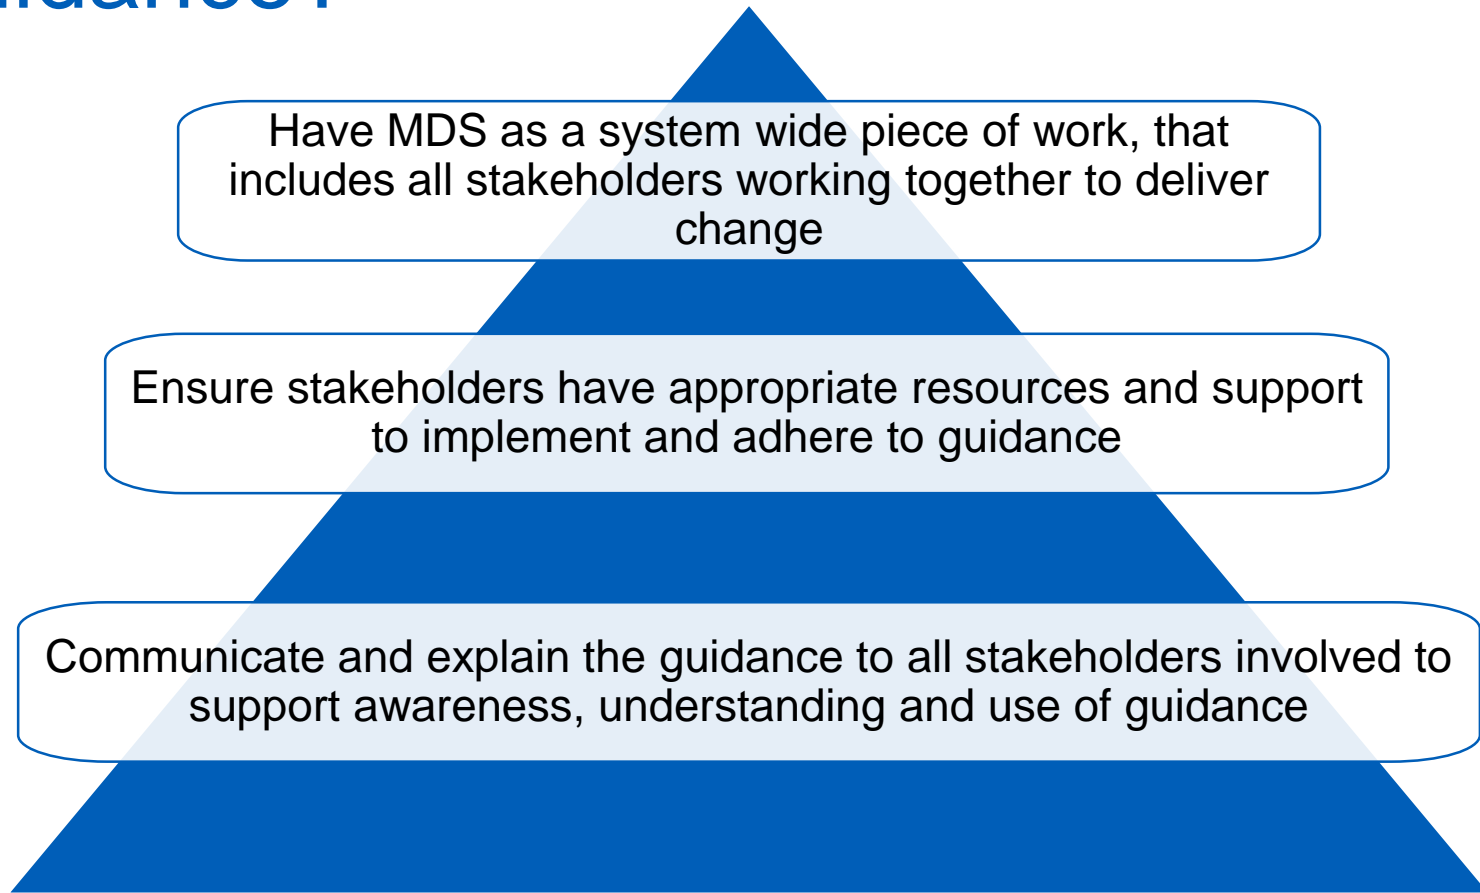 Have MDS as a system wide piece of work, that
includes all stakeholders working together to deliver
change
Ensure stakeholders have appropriate resources and support
to implement and adhere to guidance
Communicate and explain the guidance to all stakeholders involved to
support awareness, understanding and use of guidance